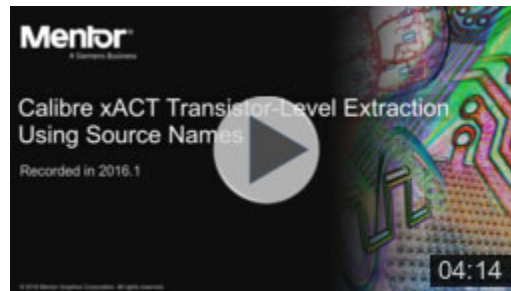 Mentor
A Siemens Business
Calibre xACT Transistor-Level Extraction
Using Source Names
Recorded in 2016.1
04:14